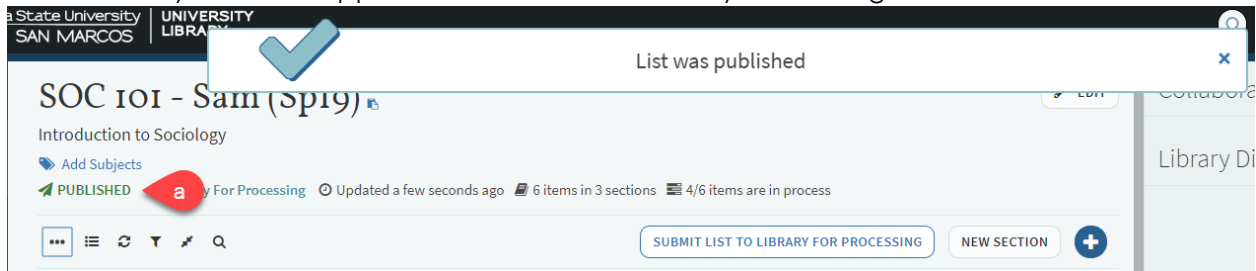 a State University UNIVERSITY
SAN MARCOS LIBRARY
List was published ×
SOC 101 - Sam (Sp19) EDIT
Introduction to Sociology
Add Subjects
Library Di
PUBLISHED a y For Processing Updated a few seconds ago 6 items in 3 sections 4/6 items are in process
SUBMIT LIST TO LIBRARY FOR PROCESSING NEW SECTION